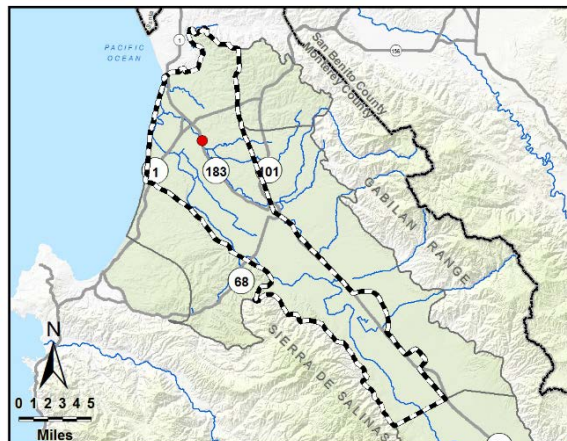 1
PACIFIC
OCEAN
156
San Benito County
Monterey County
1
183
101
GABILAN RANGE
68
SIERRA DE SALINAS
N
0 1 2 3 4 5
Miles